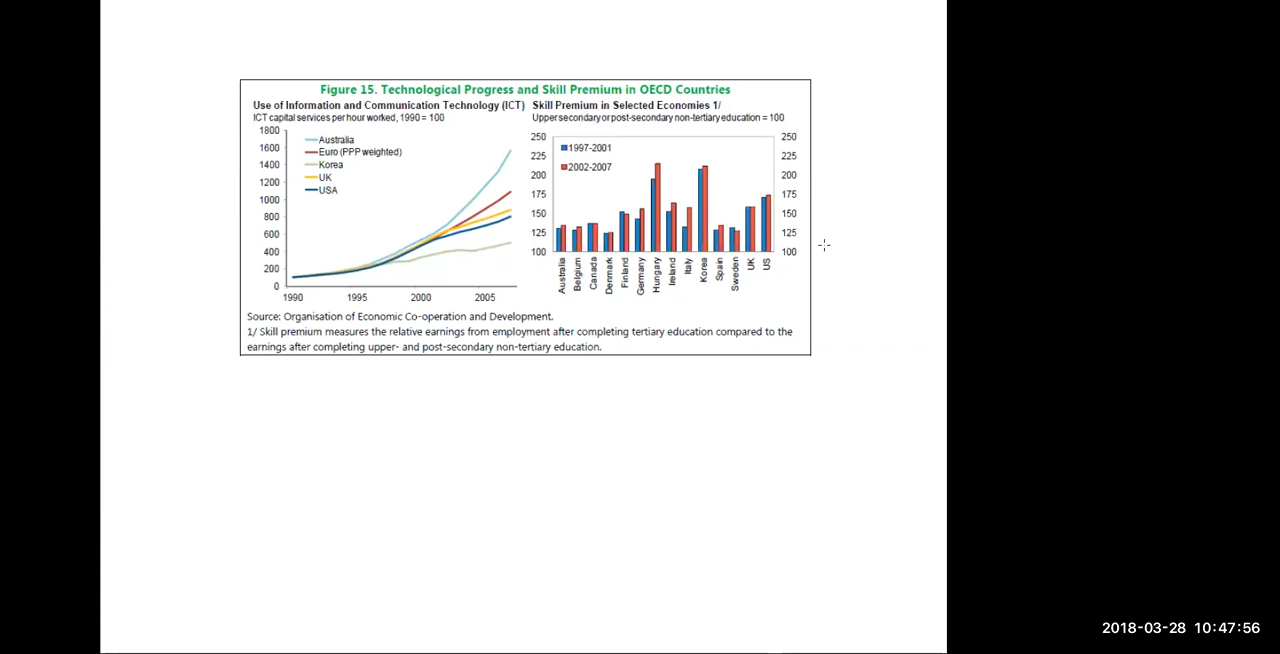 Figure 15. Technological Progress and Skill Premium in OECD Countries
Use of Information and Communication Technology (ICT)
ICT capital services per hour worked, 1990 = 100
1800
1600
1400
1200
1000
800
600
400
200
0
Australia
Euro (PPP weighted)
Korea
UK
USA
1990 1995 2000 2005
Skill Premium in Selected Economies 1/
Upper secondary or post-secondary non-tertiary education = 100
250 250
225 225
200 200
175 175
150 150
125 125
100 100
1997-2001
2002-2007
Australia
Belgium
Canada
Denmark
Finland
Germany
Hungary
Ireland
Italy
Korea
Spain
Sweden
UK
US
Source: Organisation of Economic Co-operation and Development.
1/ Skill premium measures the relative earnings from employment after completing tertiary education compared to the
earnings after completing upper- and post-secondary non-tertiary education.
2018-03-28 10:47:56